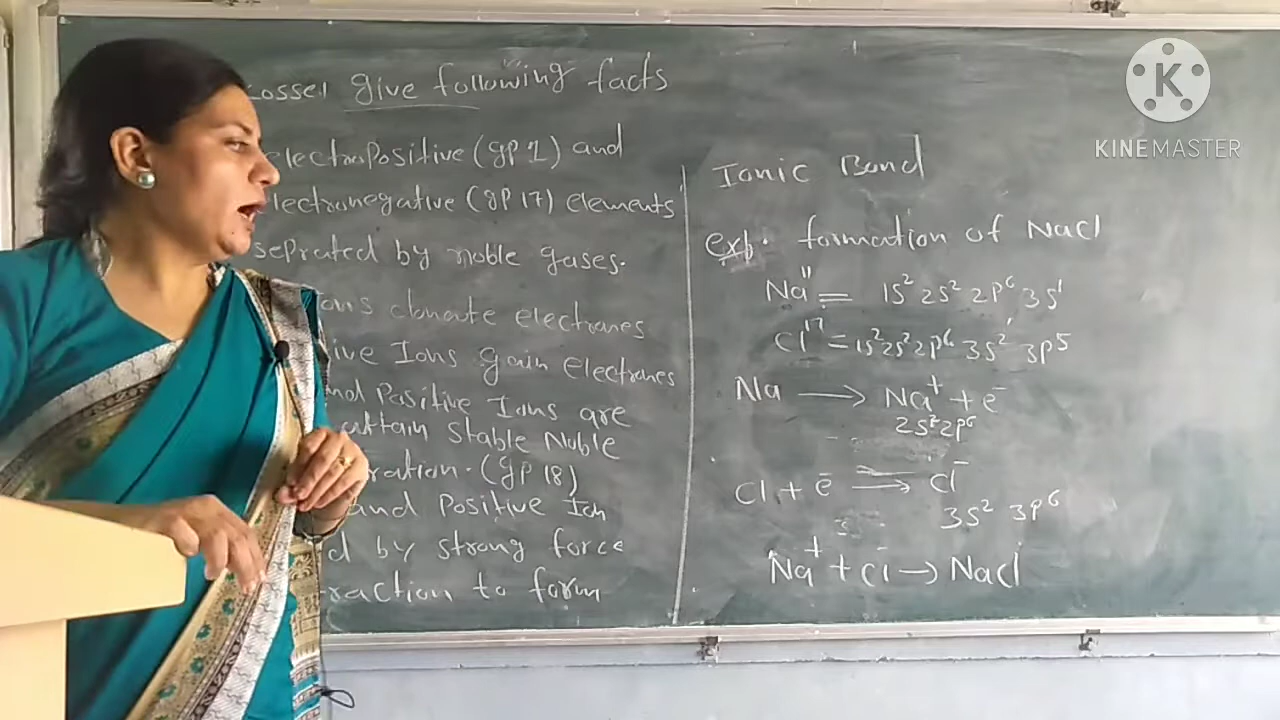 Kossel give following facts
electropositive (gp 1) and
electronegative (gp 17) elements
seprated by noble gases.
Ions donate electrones
ive Ions gain electrones
and Positive Ions are
attain Stable Noble
ration. (gp 18)
and Positive Ion
d by strong force
raction to form
Ionic Bond
exp. formation of NaCl
Na¹¹ = 1s² 2s² 2p⁶ 3s¹
Cl¹⁷ = 1s² 2s² 2p⁶ 3s² 3p⁵
Na → Na⁺ + e⁻
2s² 2p⁶
Cl + e⁻ → Cl⁻
3s² 3p⁶
Na⁺ + Cl⁻ → NaCl
K
KINEMASTER